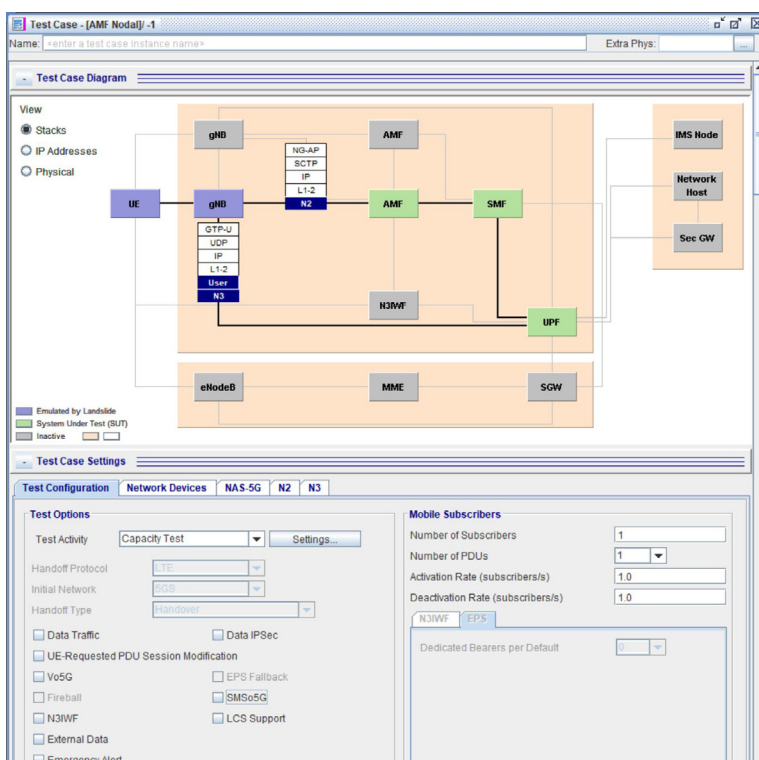 Test Case - [AMF Nodal]/ -1
Name: <enter a test case instance name> Extra Phys: ...
- Test Case Diagram
View
Stacks
IP Addresses
Physical
gNB
AMF
IMS Node
NG-AP
SCTP
IP
L1-2
N2
Network
Host
UE
gNB
AMF
SMF
GTP-U
UDP
IP
L1-2
User
N3
Sec GW
N3IWF
UPF
eNodeB
MME
SGW
Emulated by Landslide
System Under Test (SUT)
Inactive
- Test Case Settings
Test Configuration Network Devices NAS-5G N2 N3
Test Options
Test Activity Capacity Test Settings...
Handoff Protocol LTE
Initial Network 5GS
Handoff Type Handover
Data Traffic Data IPSec
UE-Requested PDU Session Modification
Vo5G EPS Fallback
Fireball SMSo5G
N3IWF LCS Support
External Data
Emergency Alert
Mobile Subscribers
Number of Subscribers 1
Number of PDUs 1
Activation Rate (subscribers/s) 1.0
Deactivation Rate (subscribers/s) 1.0
N3IWF EPS
Dedicated Bearers per Default 0